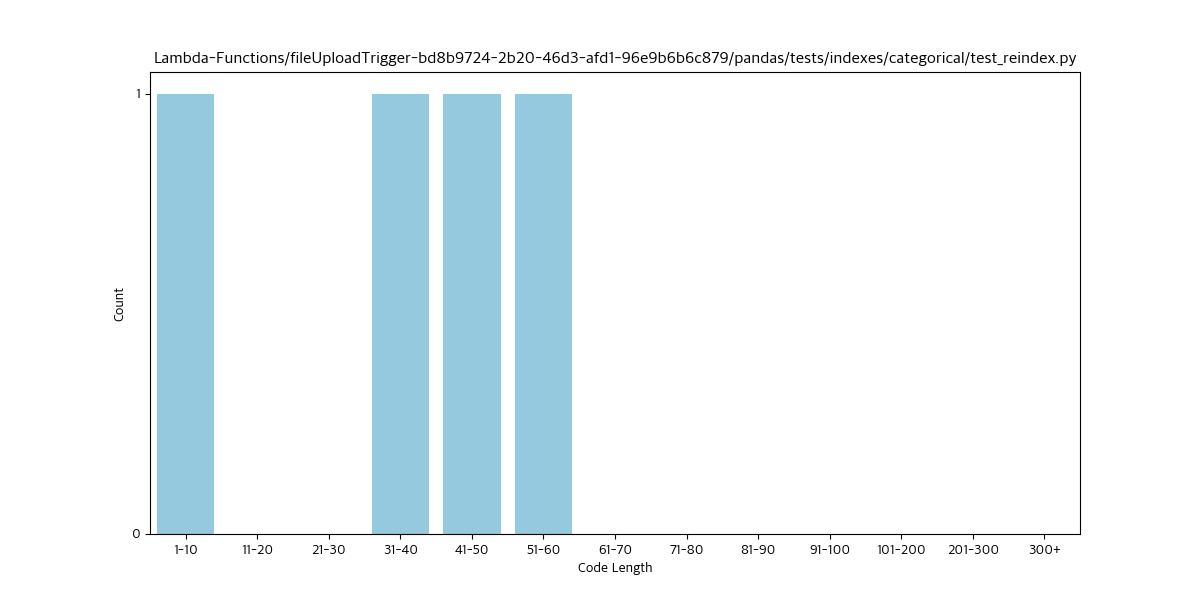 Lambda-Functions/fileUploadTrigger-bd8b9724-2b20-46d3-afd1-96e9b6b6c879/pandas/tests/indexes/categorical/test_reindex.py
1
Count
0
1-10 11-20 21-30 31-40 41-50 51-60 61-70 71-80 81-90 91-100 101-200 201-300 300+
Code Length